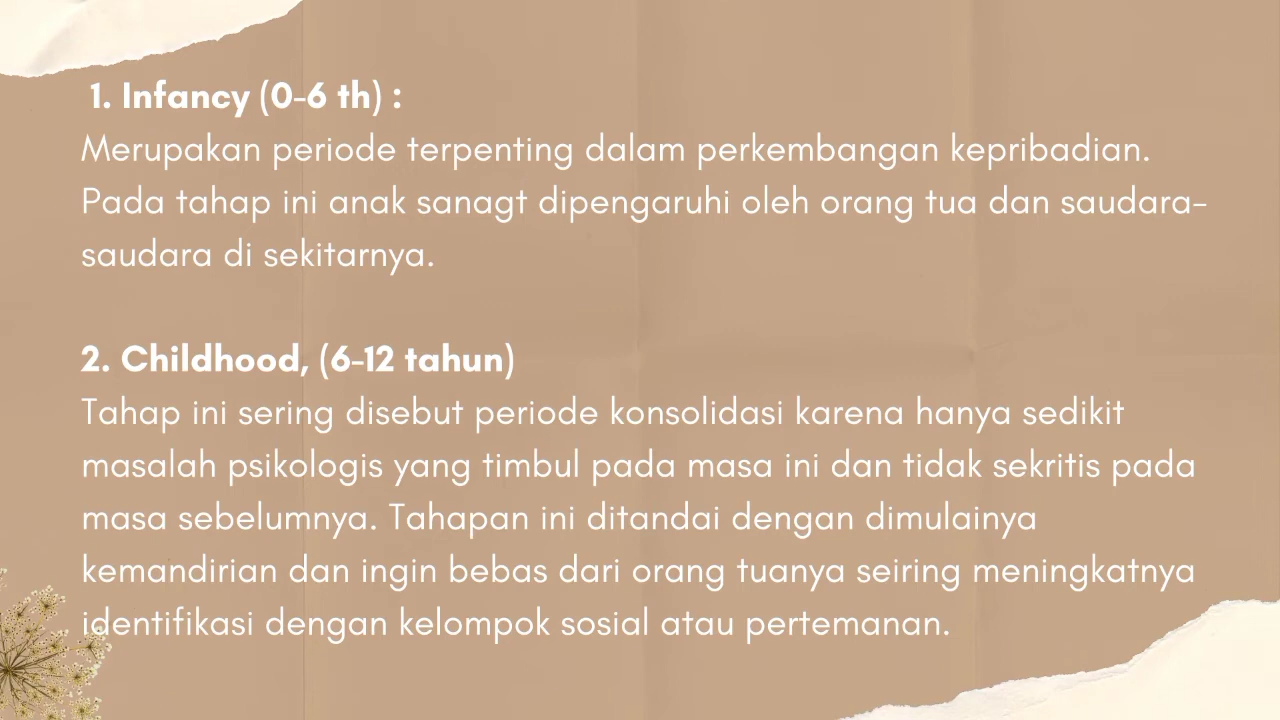 1. Infancy (0-6 th) :
Merupakan periode terpenting dalam perkembangan kepribadian.
Pada tahap ini anak sanagt dipengaruhi oleh orang tua dan saudara-
saudara di sekitarnya.
2. Childhood, (6-12 tahun)
Tahap ini sering disebut periode konsolidasi karena hanya sedikit
masalah psikologis yang timbul pada masa ini dan tidak sekritis pada
masa sebelumnya. Tahapan ini ditandai dengan dimulainya
kemandirian dan ingin bebas dari orang tuanya seiring meningkatnya
identifikasi dengan kelompok sosial atau pertemanan.